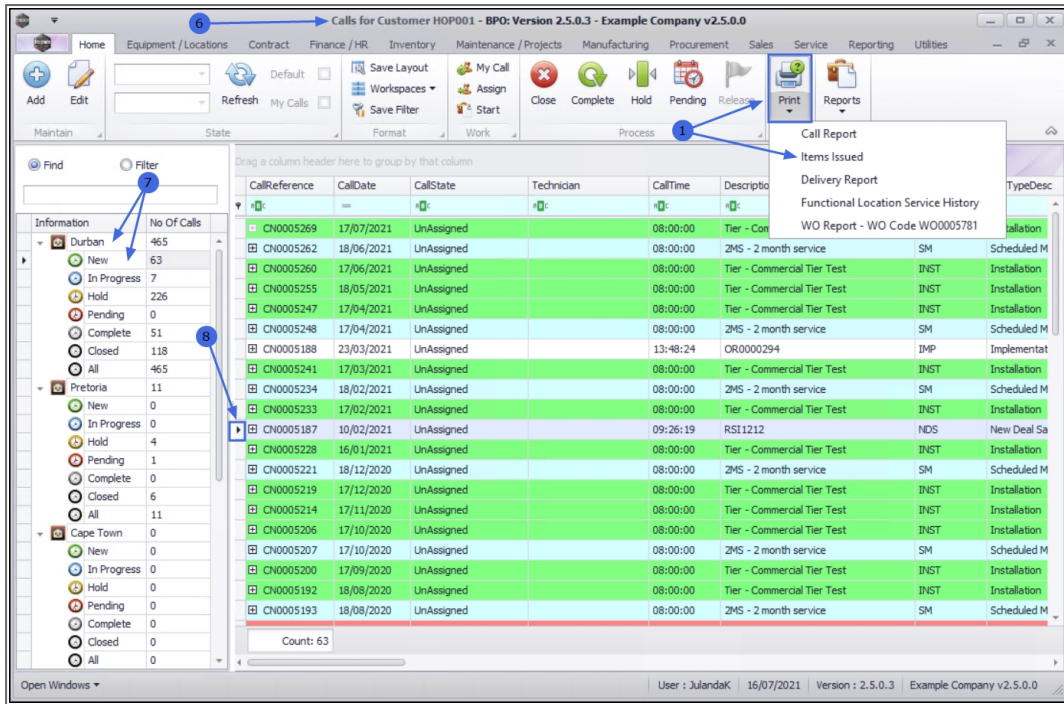 6 Calls for Customer HOP001 - BPO: Version 2.5.0.3 - Example Company v2.5.0.0
Home Equipment / Locations Contract Finance / HR Inventory Maintenance / Projects Manufacturing Procurement Sales Service Reporting Utilities
Default Save Layout My Call
Workspaces Assign
Add Edit Refresh My Calls Save Filter Start Close Complete Hold Pending Release Print Reports
Maintain State Format Work Process 1
Call Report
Items Issued
Delivery Report
Functional Location Service History
WO Report - WO Code WO0005781
Find Filter
7
Drag a column header here to group by that column
Information No Of Calls
Durban 465
New 63
In Progress 7
Hold 226
Pending 0
Complete 51
Closed 118
All 465
Pretoria 11
New 0
In Progress 0
Hold 4
Pending 1
Complete 0
Closed 6
All 11
Cape Town 0
New 0
In Progress 0
Hold 0
Pending 0
Complete 0
Closed 0
All 0
8
CallReference CallDate CallState Technician CallTime Descriptio TypeDesc
CN0005269 17/07/2021 UnAssigned 08:00:00 Tier - Com allation
CN0005262 18/06/2021 UnAssigned 08:00:00 2MS - 2 month service SM Scheduled M
CN0005260 17/06/2021 UnAssigned 08:00:00 Tier - Commercial Tier Test INST Installation
CN0005255 18/05/2021 UnAssigned 08:00:00 Tier - Commercial Tier Test INST Installation
CN0005247 17/04/2021 UnAssigned 08:00:00 Tier - Commercial Tier Test INST Installation
CN0005248 17/04/2021 UnAssigned 08:00:00 2MS - 2 month service SM Scheduled M
CN0005188 23/03/2021 UnAssigned 13:48:24 OR0000294 IMP Implementat
CN0005241 17/03/2021 UnAssigned 08:00:00 Tier - Commercial Tier Test INST Installation
CN0005234 18/02/2021 UnAssigned 08:00:00 2MS - 2 month service SM Scheduled M
CN0005233 17/02/2021 UnAssigned 08:00:00 Tier - Commercial Tier Test INST Installation
CN0005187 10/02/2021 UnAssigned 09:26:19 RSI1212 NDS New Deal Sa
CN0005228 16/01/2021 UnAssigned 08:00:00 Tier - Commercial Tier Test INST Installation
CN0005221 18/12/2020 UnAssigned 08:00:00 2MS - 2 month service SM Scheduled M
CN0005219 17/12/2020 UnAssigned 08:00:00 Tier - Commercial Tier Test INST Installation
CN0005214 17/11/2020 UnAssigned 08:00:00 Tier - Commercial Tier Test INST Installation
CN0005206 17/10/2020 UnAssigned 08:00:00 Tier - Commercial Tier Test INST Installation
CN0005207 17/10/2020 UnAssigned 08:00:00 2MS - 2 month service SM Scheduled M
CN0005200 17/09/2020 UnAssigned 08:00:00 Tier - Commercial Tier Test INST Installation
CN0005192 18/08/2020 UnAssigned 08:00:00 Tier - Commercial Tier Test INST Installation
CN0005193 18/08/2020 UnAssigned 08:00:00 2MS - 2 month service SM Scheduled M
Count: 63
Open Windows User : JulandaK 16/07/2021 Version : 2.5.0.3 Example Company v2.5.0.0